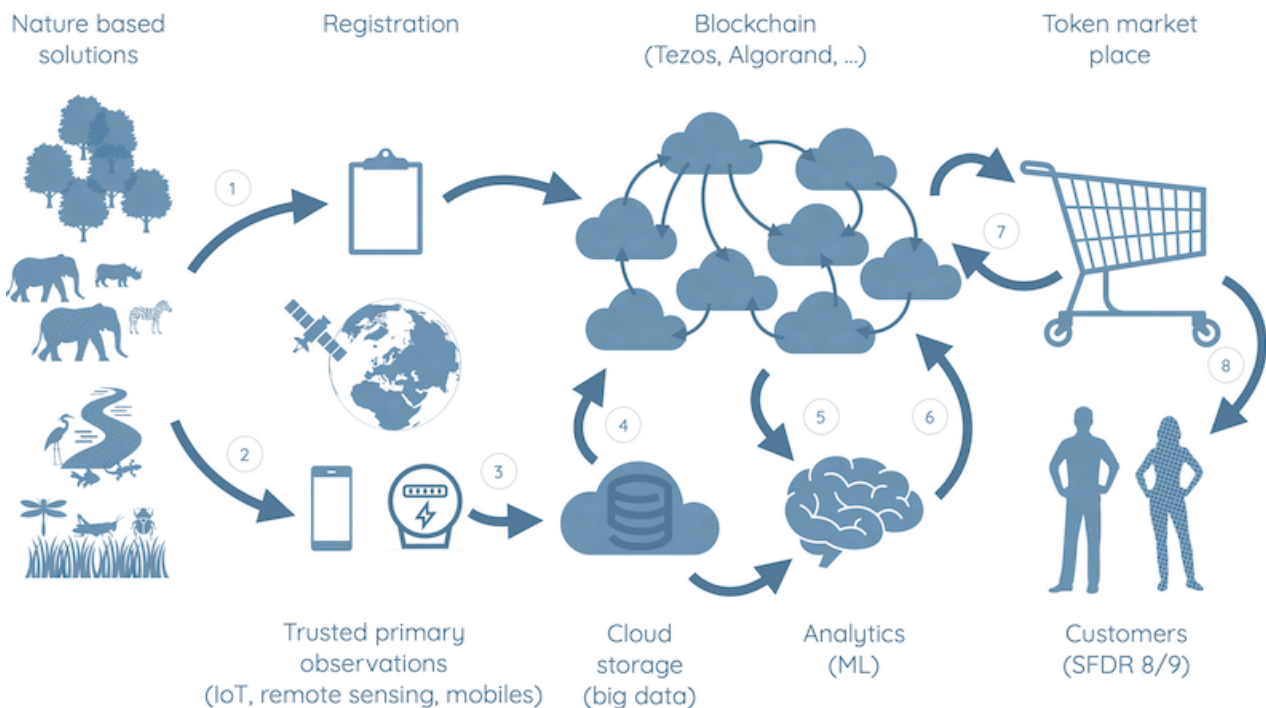 Nature based
solutions
Registration
Blockchain
(Tezos, Algorand, ...)
Token market
place
1
2
3
4
5
6
7
8
Trusted primary
observations
(IoT, remote sensing, mobiles)
Cloud
storage
(big data)
Analytics
(ML)
Customers
(SFDR 8/9)